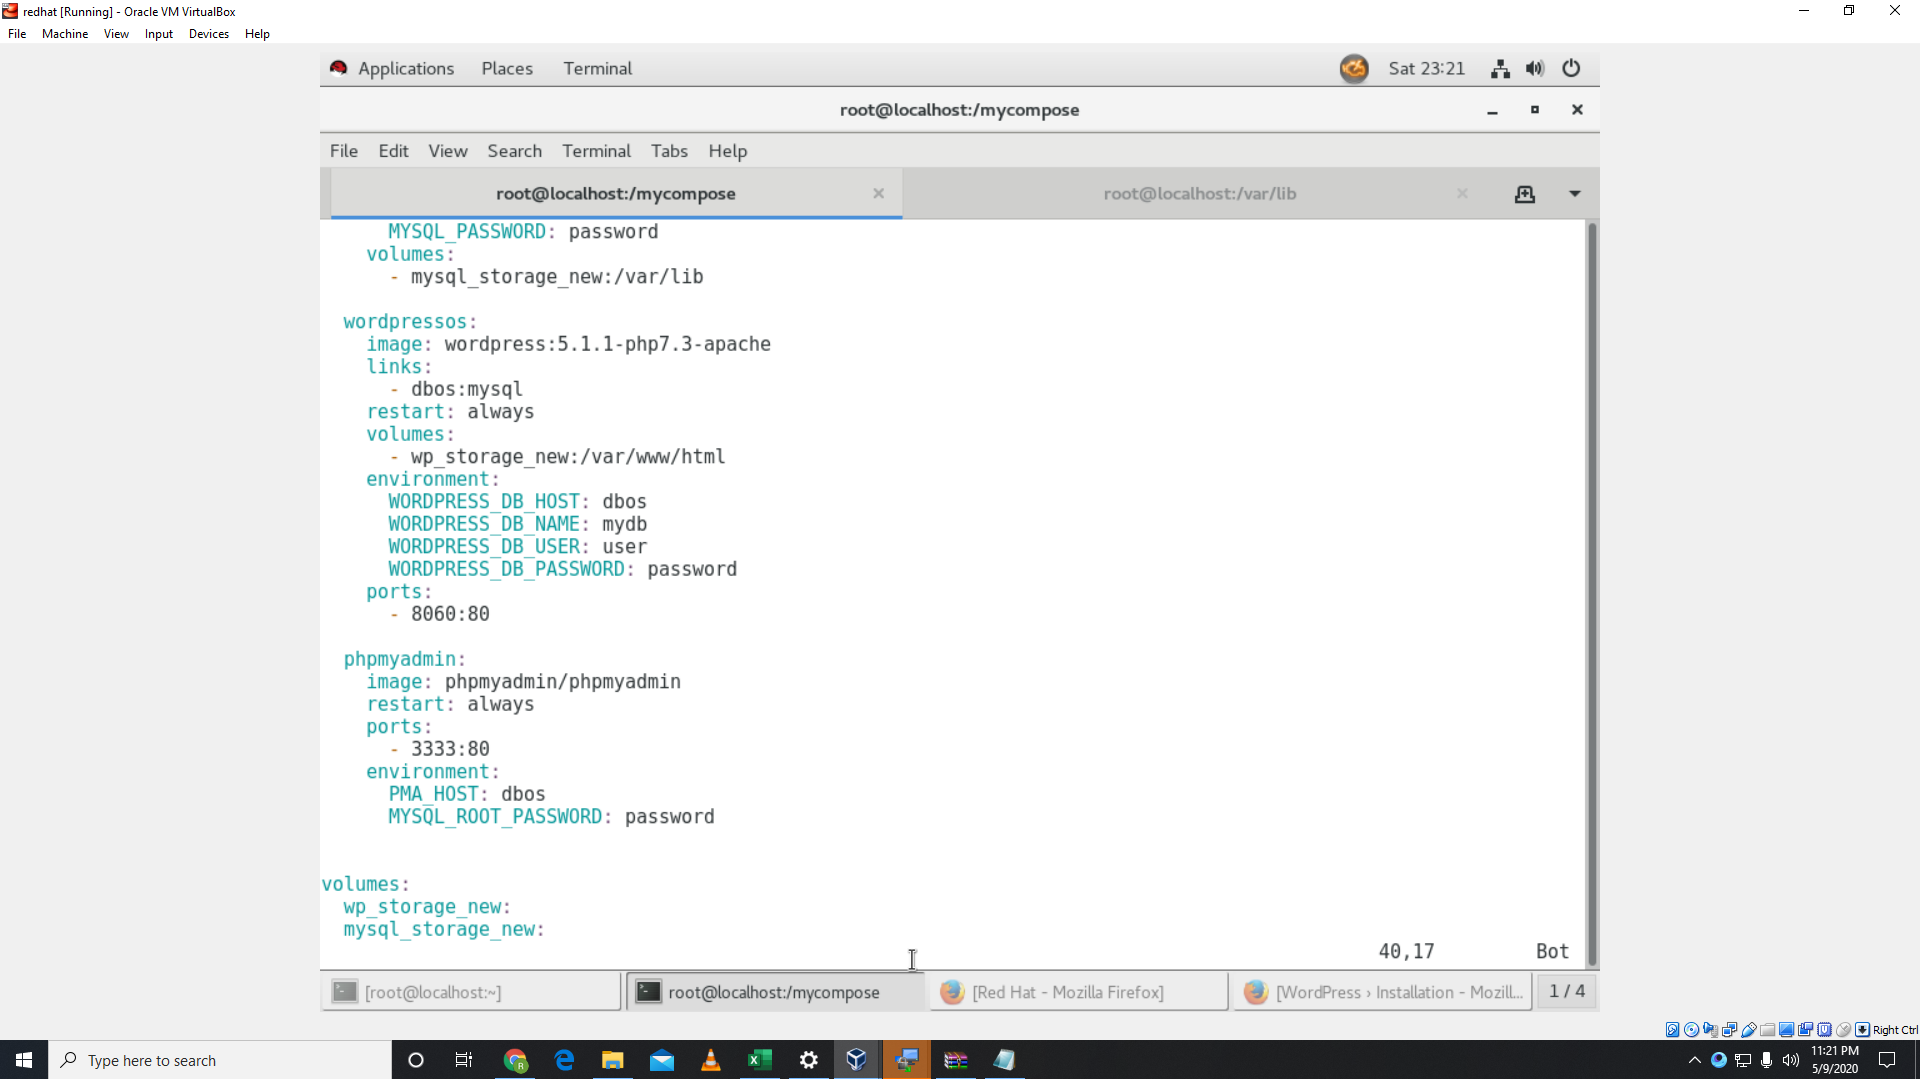 redhat [Running] - Oracle VM VirtualBox
File Machine View Input Devices Help
Applications Places Terminal Sat 23:21
root@localhost:/mycompose
File Edit View Search Terminal Tabs Help
root@localhost:/mycompose root@localhost:/var/lib
MYSQL_PASSWORD: password
volumes:
- mysql_storage_new:/var/lib
wordpressos:
image: wordpress:5.1.1-php7.3-apache
links:
- dbos:mysql
restart: always
volumes:
- wp_storage_new:/var/www/html
environment:
WORDPRESS_DB_HOST: dbos
WORDPRESS_DB_NAME: mydb
WORDPRESS_DB_USER: user
WORDPRESS_DB_PASSWORD: password
ports:
- 8060:80
phpmyadmin:
image: phpmyadmin/phpmyadmin
restart: always
ports:
- 3333:80
environment:
PMA_HOST: dbos
MYSQL_ROOT_PASSWORD: password
volumes:
wp_storage_new:
mysql_storage_new:
40,17 Bot
[root@localhost:~] root@localhost:/mycompose [Red Hat - Mozilla Firefox] [WordPress › Installation - Mozill... 1 / 4
Right Ctrl
Type here to search
11:21 PM
5/9/2020